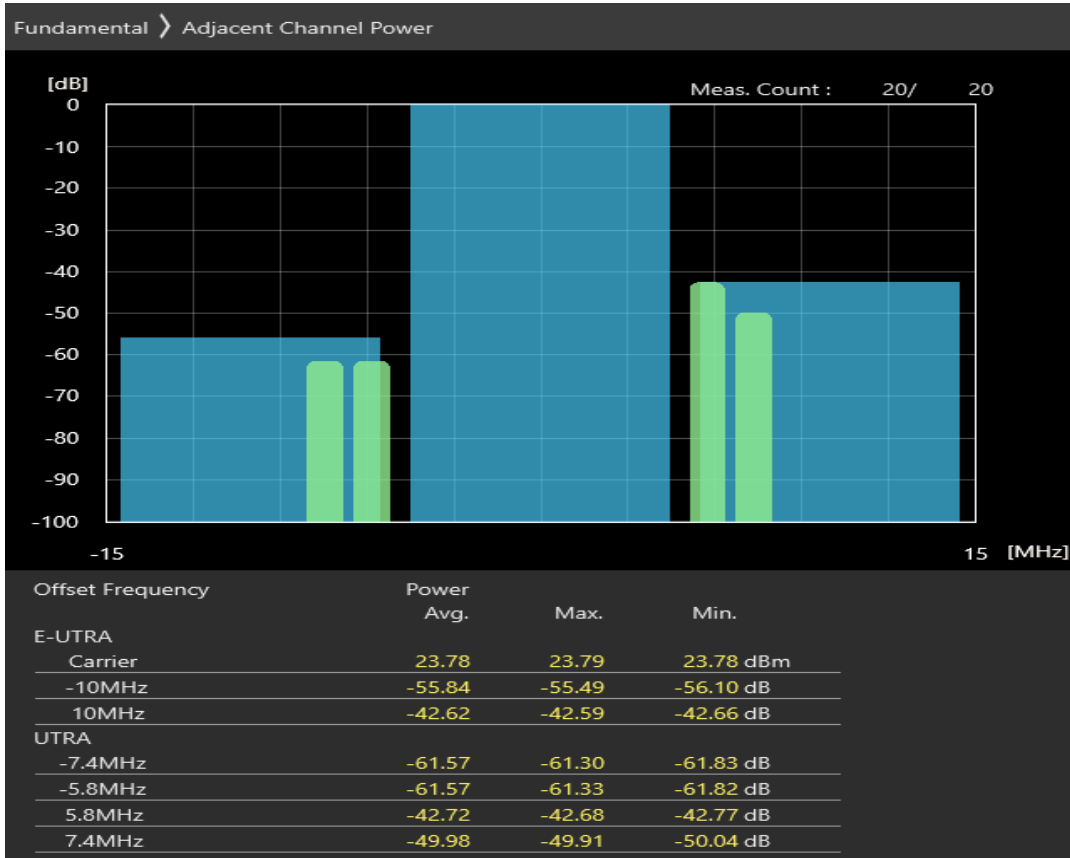 Fundamental 〉 Adjacent Channel Power
[dB]
Meas. Count : 20/ 20
0
-10
-20
-30
-40
-50
-60
-70
-80
-90
-100
-15 15 [MHz]
Offset Frequency Power
Avg. Max. Min.
E-UTRA
Carrier 23.78 23.79 23.78 dBm
-10MHz -55.84 -55.49 -56.10 dB
10MHz -42.62 -42.59 -42.66 dB
UTRA
-7.4MHz -61.57 -61.30 -61.83 dB
-5.8MHz -61.57 -61.33 -61.82 dB
5.8MHz -42.72 -42.68 -42.77 dB
7.4MHz -49.98 -49.91 -50.04 dB